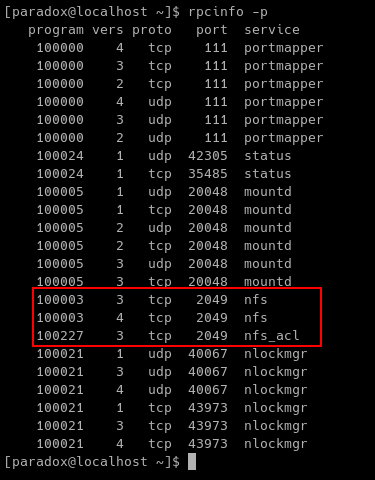 [paradox@localhost ~]$ rpcinfo -p
   program vers proto   port  service
    100000    4   tcp    111  portmapper
    100000    3   tcp    111  portmapper
    100000    2   tcp    111  portmapper
    100000    4   udp    111  portmapper
    100000    3   udp    111  portmapper
    100000    2   udp    111  portmapper
    100024    1   udp  42305  status
    100024    1   tcp  35485  status
    100005    1   udp  20048  mountd
    100005    1   tcp  20048  mountd
    100005    2   udp  20048  mountd
    100005    2   tcp  20048  mountd
    100005    3   udp  20048  mountd
    100005    3   tcp  20048  mountd
    100003    3   tcp   2049  nfs
    100003    4   tcp   2049  nfs
    100227    3   tcp   2049  nfs_acl
    100021    1   udp  40067  nlockmgr
    100021    3   udp  40067  nlockmgr
    100021    4   udp  40067  nlockmgr
    100021    1   tcp  43973  nlockmgr
    100021    3   tcp  43973  nlockmgr
    100021    4   tcp  43973  nlockmgr
[paradox@localhost ~]$